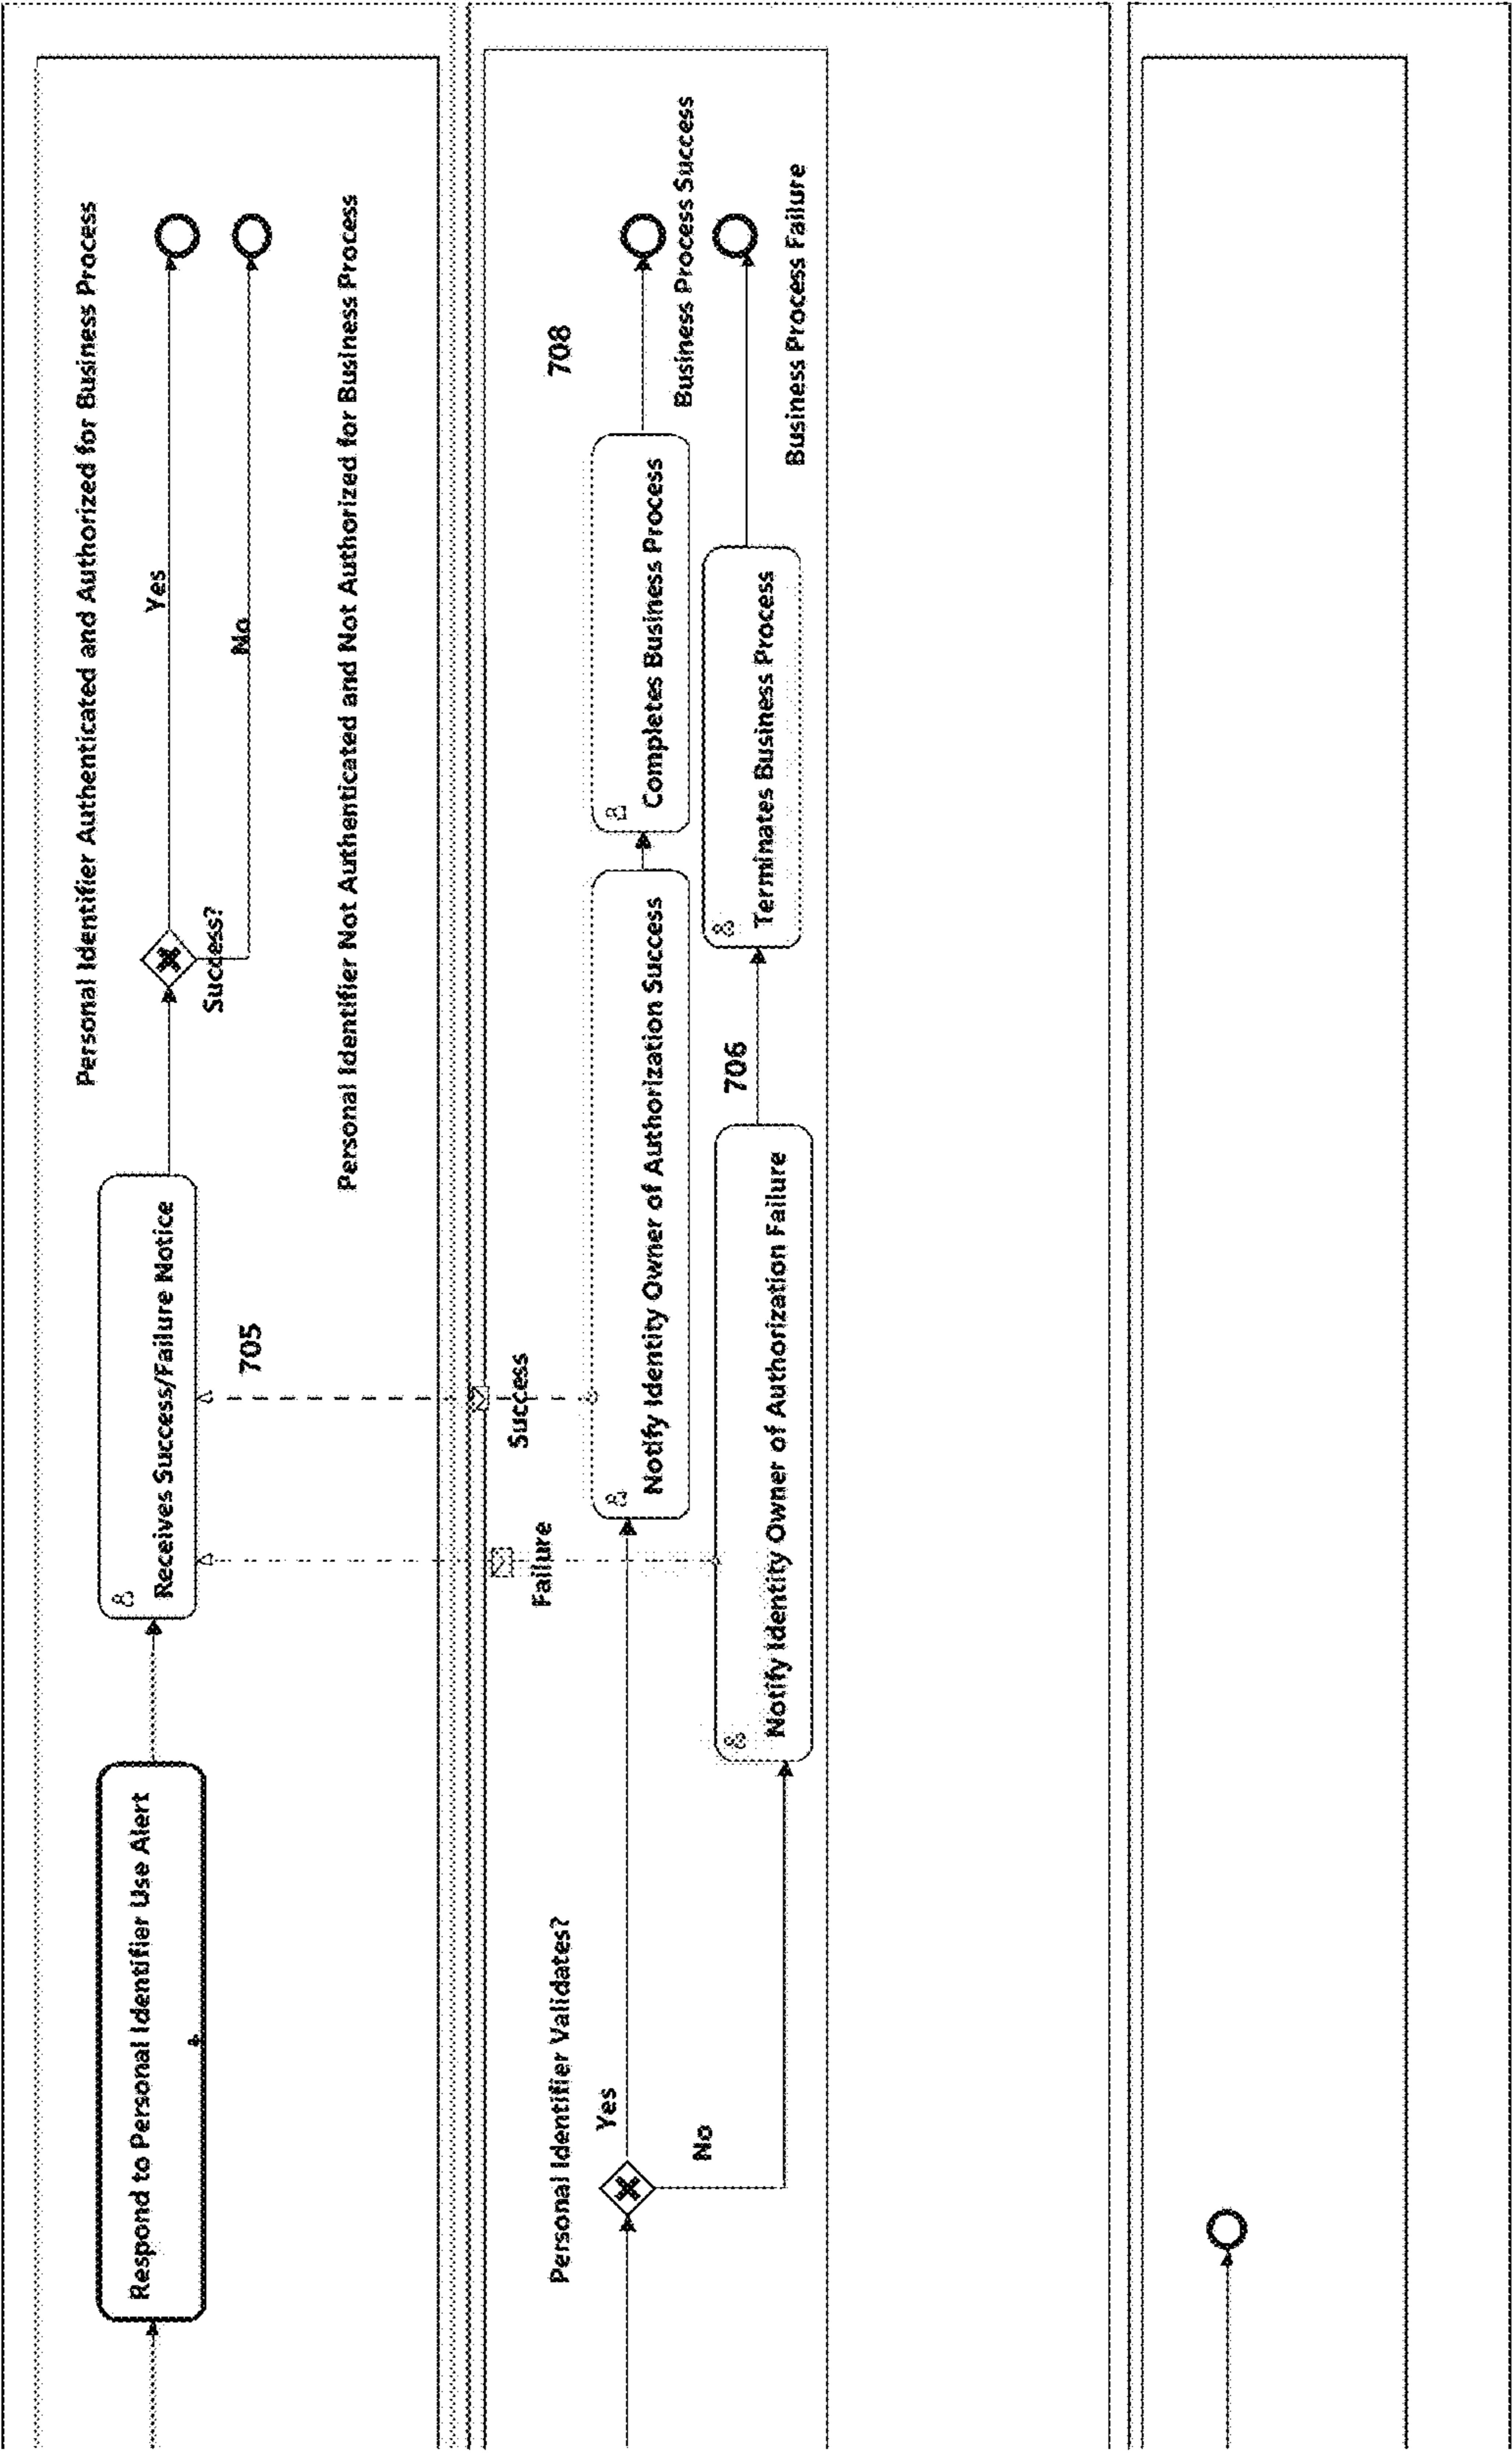 Personal Identifier Authenticated and Authorized for Business Process
Respond to Personal Identifier Use Alert
Receives Success/Failure Notice
Success?
Yes
No
705
Personal Identifier Not Authenticated and Not Authorized for Business Process
Success
Failure
Personal Identifier Validates?
Yes
No
Notify Identity Owner of Authorization Success
Completes Business Process
708
Business Process Success
Notify Identity Owner of Authorization Failure
706
Terminates Business Process
Business Process Failure